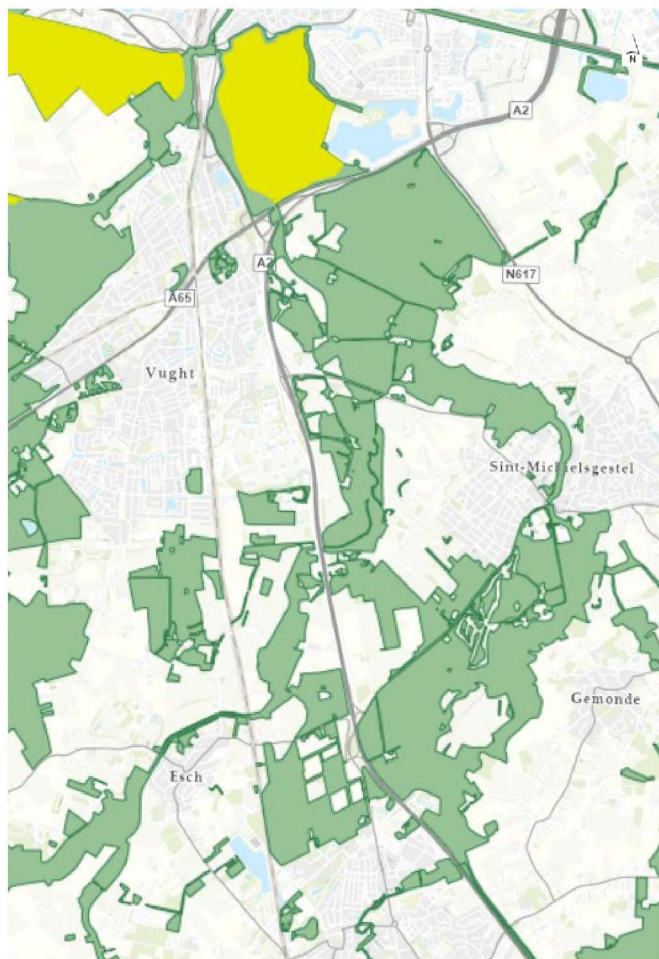 N
A2
A2
N617
A65
Vught
Sint-Michielsgestel
Gemonde
Esch